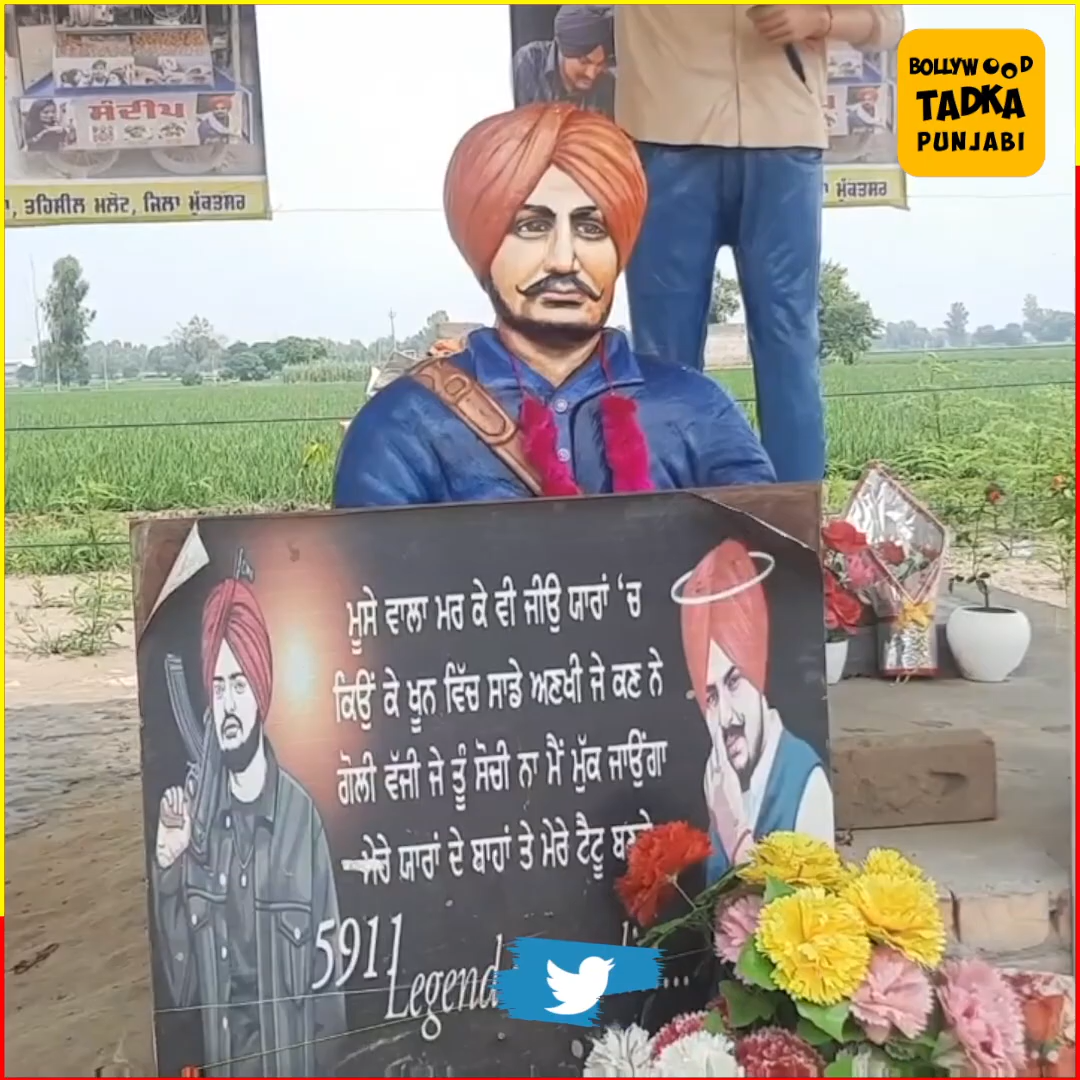 BOLLYWOOD
TADKA
PUNJABI
ਸੰਦੀਪ
, ਤਹਿਸੀਲ ਮਲੋਟ, ਜ਼ਿਲਾ ਮੁੱਕਤਸਰ
ਮੁੱਕਤਸਰ
ਮੂਸੇ ਵਾਲਾ ਮਰ ਕੇ ਵੀ ਜੀਉ ਯਾਰਾਂ ‘ਚ
ਕਿਉਂ ਕੇ ਖੂਨ ਵਿੱਚ ਸਾਡੇ ਅਣਖੀ ਜੇ ਕਣ ਨੇ
ਗੋਲੀ ਵੱਜੀ ਜੇ ਤੂੰ ਸੋਚੀ ਨਾ ਮੈਂ ਮੁੱਕ ਜਾਉਂਗਾ
ਮੇਰੇ ਯਾਰਾਂ ਦੇ ਬਾਹਾਂ ਤੇ ਮੇਰੇ ਟੈਟੂ
5911
Legend